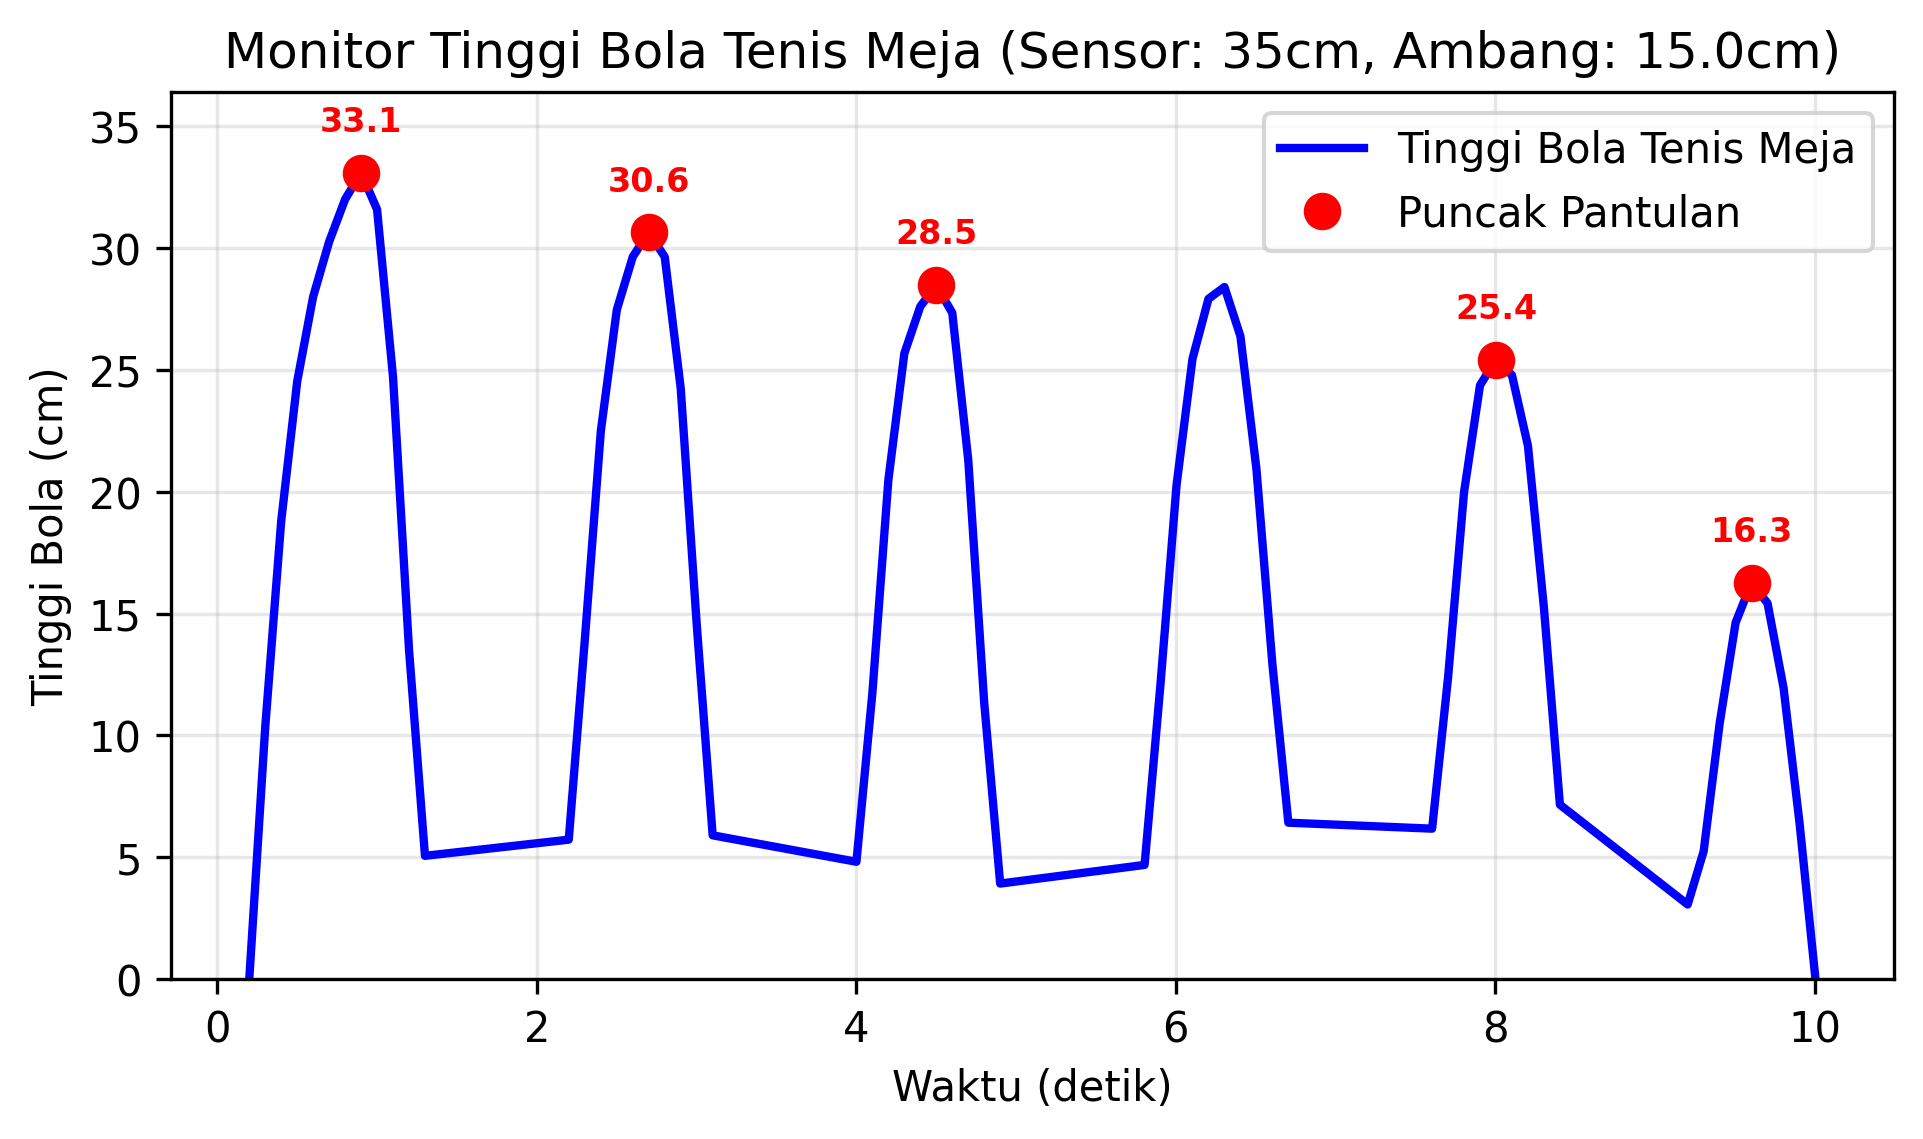 Monitor Tinggi Bola Tenis Meja (Sensor: 35cm, Ambang: 15.0cm)
Tinggi Bola Tenis Meja
Puncak Pantulan
33.1
30.6
28.5
25.4
16.3
Tinggi Bola (cm)
35
30
25
20
15
10
5
0
0 2 4 6 8 10
Waktu (detik)